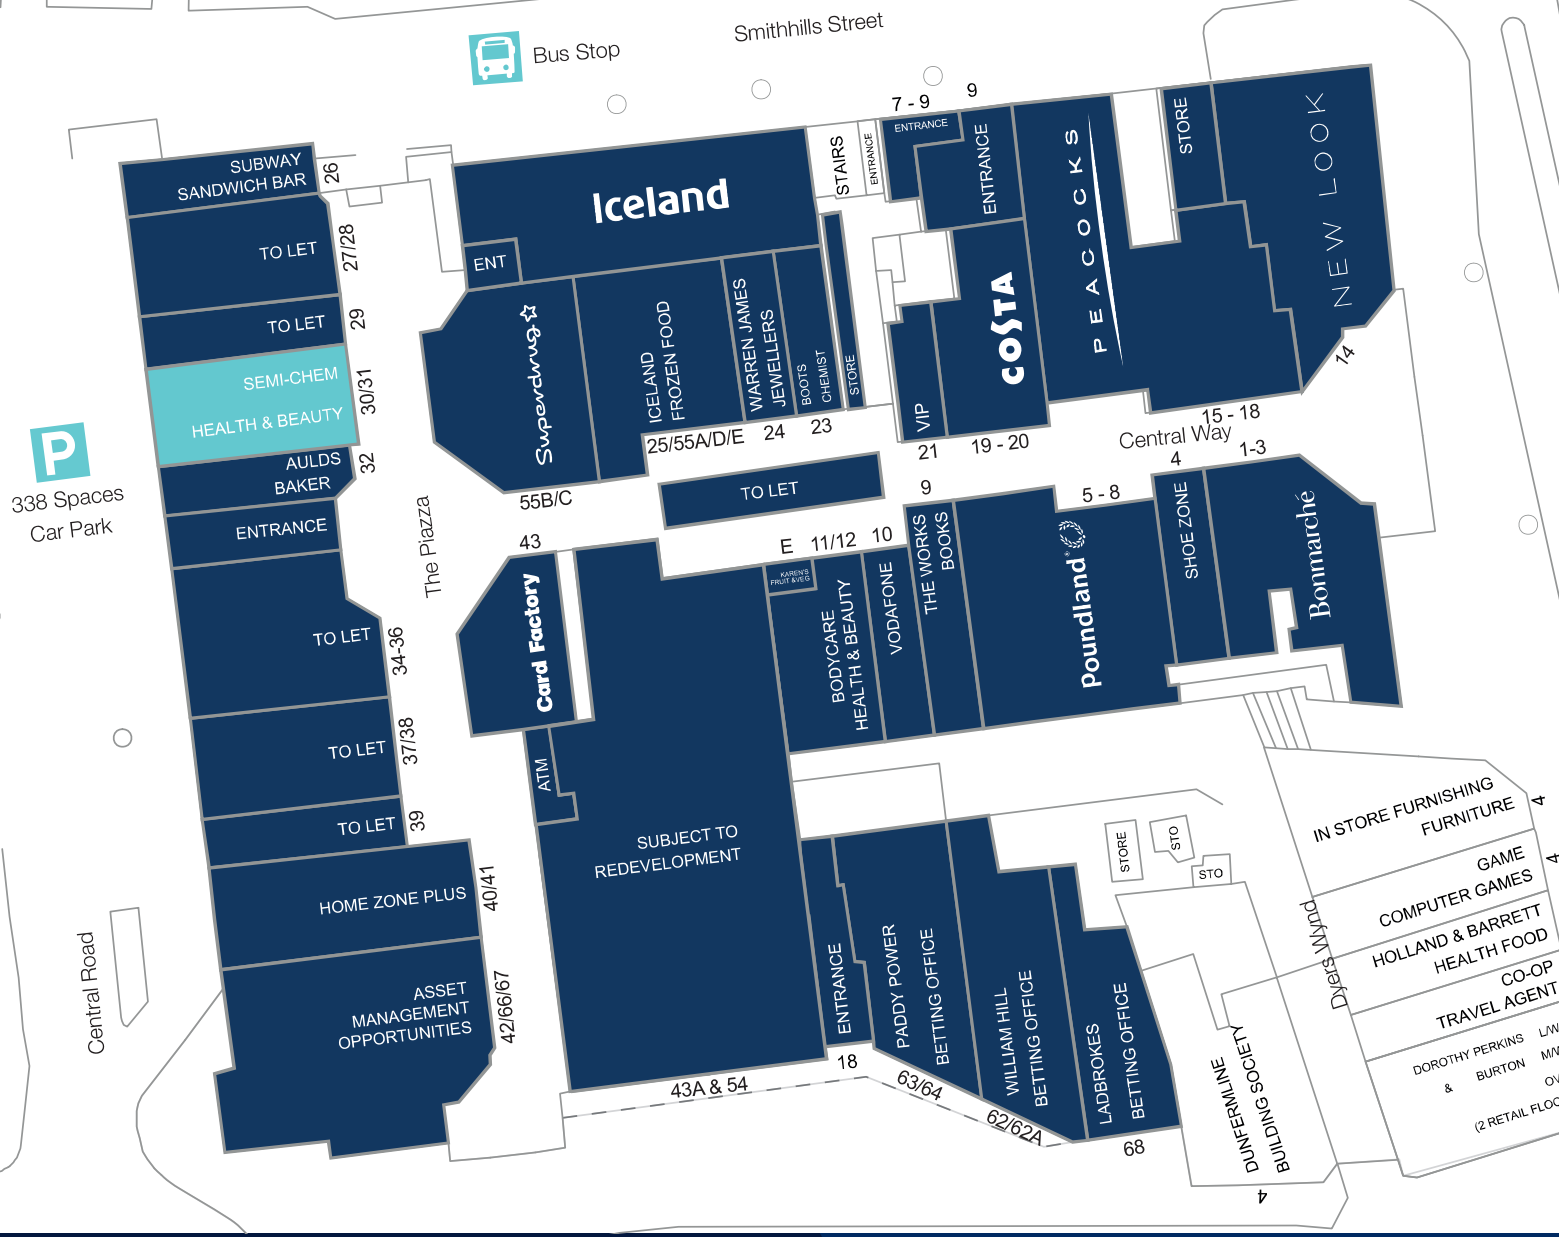 Smithhills Street
Bus Stop
7 - 9
9
SUBWAY
SANDWICH BAR
26
TO LET
27/28
TO LET
29
SEMI-CHEM
HEALTH & BEAUTY
30/31
AULDS
BAKER
32
ENTRANCE
TO LET
34-36
TO LET
37/38
TO LET
39
HOME ZONE PLUS
40/41
ASSET
MANAGEMENT
OPPORTUNITIES
42/66/67
P
338 Spaces
Car Park
Central Road
The Piazza
Iceland
ENT
Superdrug
55B/C
ICELAND
FROZEN FOOD
25/55A/D/E
WARREN JAMES
JEWELLERS
24
BOOTS
CHEMIST
23
STORE
STAIRS
ENTRANCE
ENTRANCE
ENTRANCE
VIP
21
COSTA
19 - 20
PEACOCKS
15 - 18
STORE
NEW LOOK
14
Central Way
TO LET
43
Card Factory
ATM
SUBJECT TO
REDEVELOPMENT
43A & 54
E
KAREN'S
FRUIT & VEG
11/12
BODYCARE
HEALTH & BEAUTY
10
VODAFONE
9
THE WORKS
BOOKS
5 - 8
Poundland
4
SHOE ZONE
1-3
Bonmarché
ENTRANCE
18
PADDY POWER
BETTING OFFICE
63/64
WILLIAM HILL
BETTING OFFICE
62/62A
LADBROKES
BETTING OFFICE
68
STORE
STO
STO
DUNFERMLINE
BUILDING SOCIETY
4
Dyers Wynd
IN STORE FURNISHING
FURNITURE
4
GAME
COMPUTER GAMES
4
HOLLAND & BARRETT
HEALTH FOOD
CO-OP
TRAVEL AGENT
DOROTHY PERKINS
&
BURTON
L/W
M/W
OV
(2 RETAIL FLOO